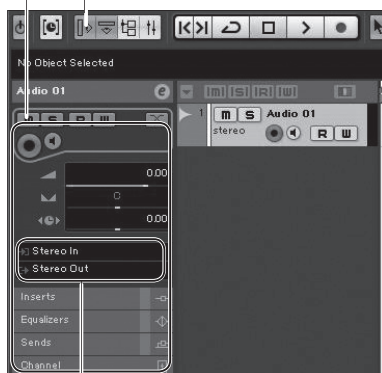 No Object Selected
Audio 01 e
m S R W
m S R W
1 m S Audio 01
stereo R W
0.00
0.00
Stereo In
Stereo Out
Inserts
Equalizers
Sends
Channel